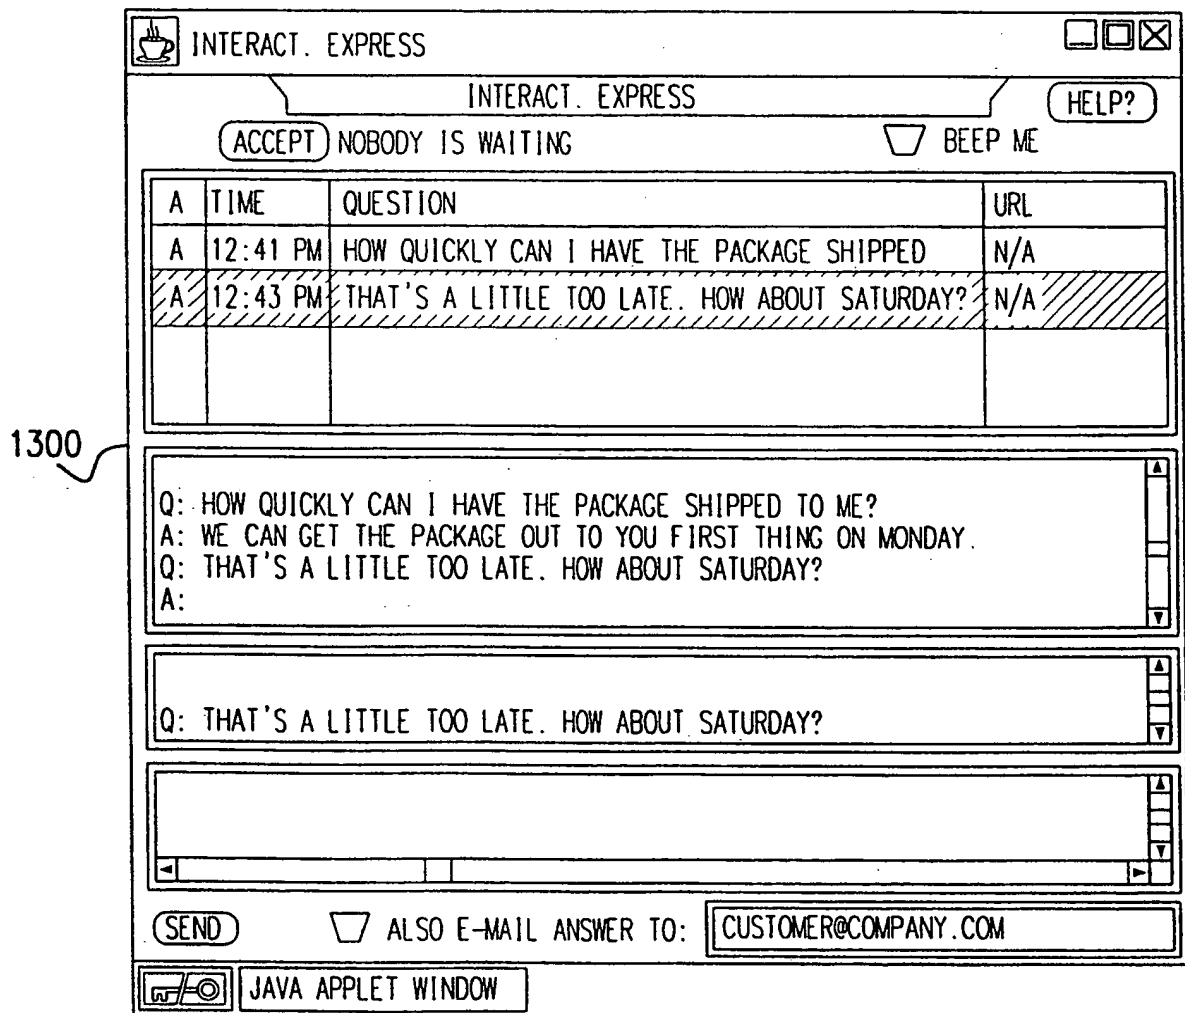 INTERACT. EXPRESS
INTERACT. EXPRESS
HELP?
ACCEPT NOBODY IS WAITING BEEP ME
A TIME QUESTION URL
A 12:41 PM HOW QUICKLY CAN I HAVE THE PACKAGE SHIPPED N/A
A 12:43 PM THAT'S A LITTLE TOO LATE. HOW ABOUT SATURDAY? N/A
1300
Q: HOW QUICKLY CAN I HAVE THE PACKAGE SHIPPED TO ME?
A: WE CAN GET THE PACKAGE OUT TO YOU FIRST THING ON MONDAY.
Q: THAT'S A LITTLE TOO LATE. HOW ABOUT SATURDAY?
A:
Q: THAT'S A LITTLE TOO LATE. HOW ABOUT SATURDAY?
SEND ALSO E-MAIL ANSWER TO: CUSTOMER@COMPANY.COM
JAVA APPLET WINDOW